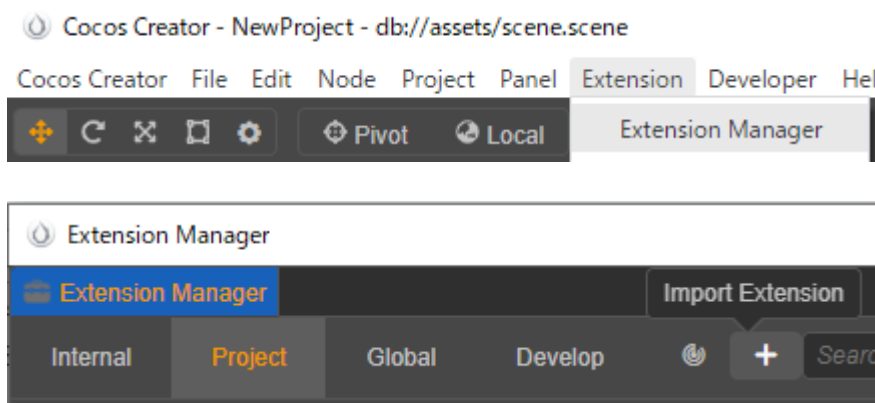 Cocos Creator - NewProject - db://assets/scene.scene
Cocos Creator File Edit Node Project Panel Extension Developer
Pivot Local Extension Manager
Extension Manager
Extension Manager Import Extension
Internal Project Global Develop